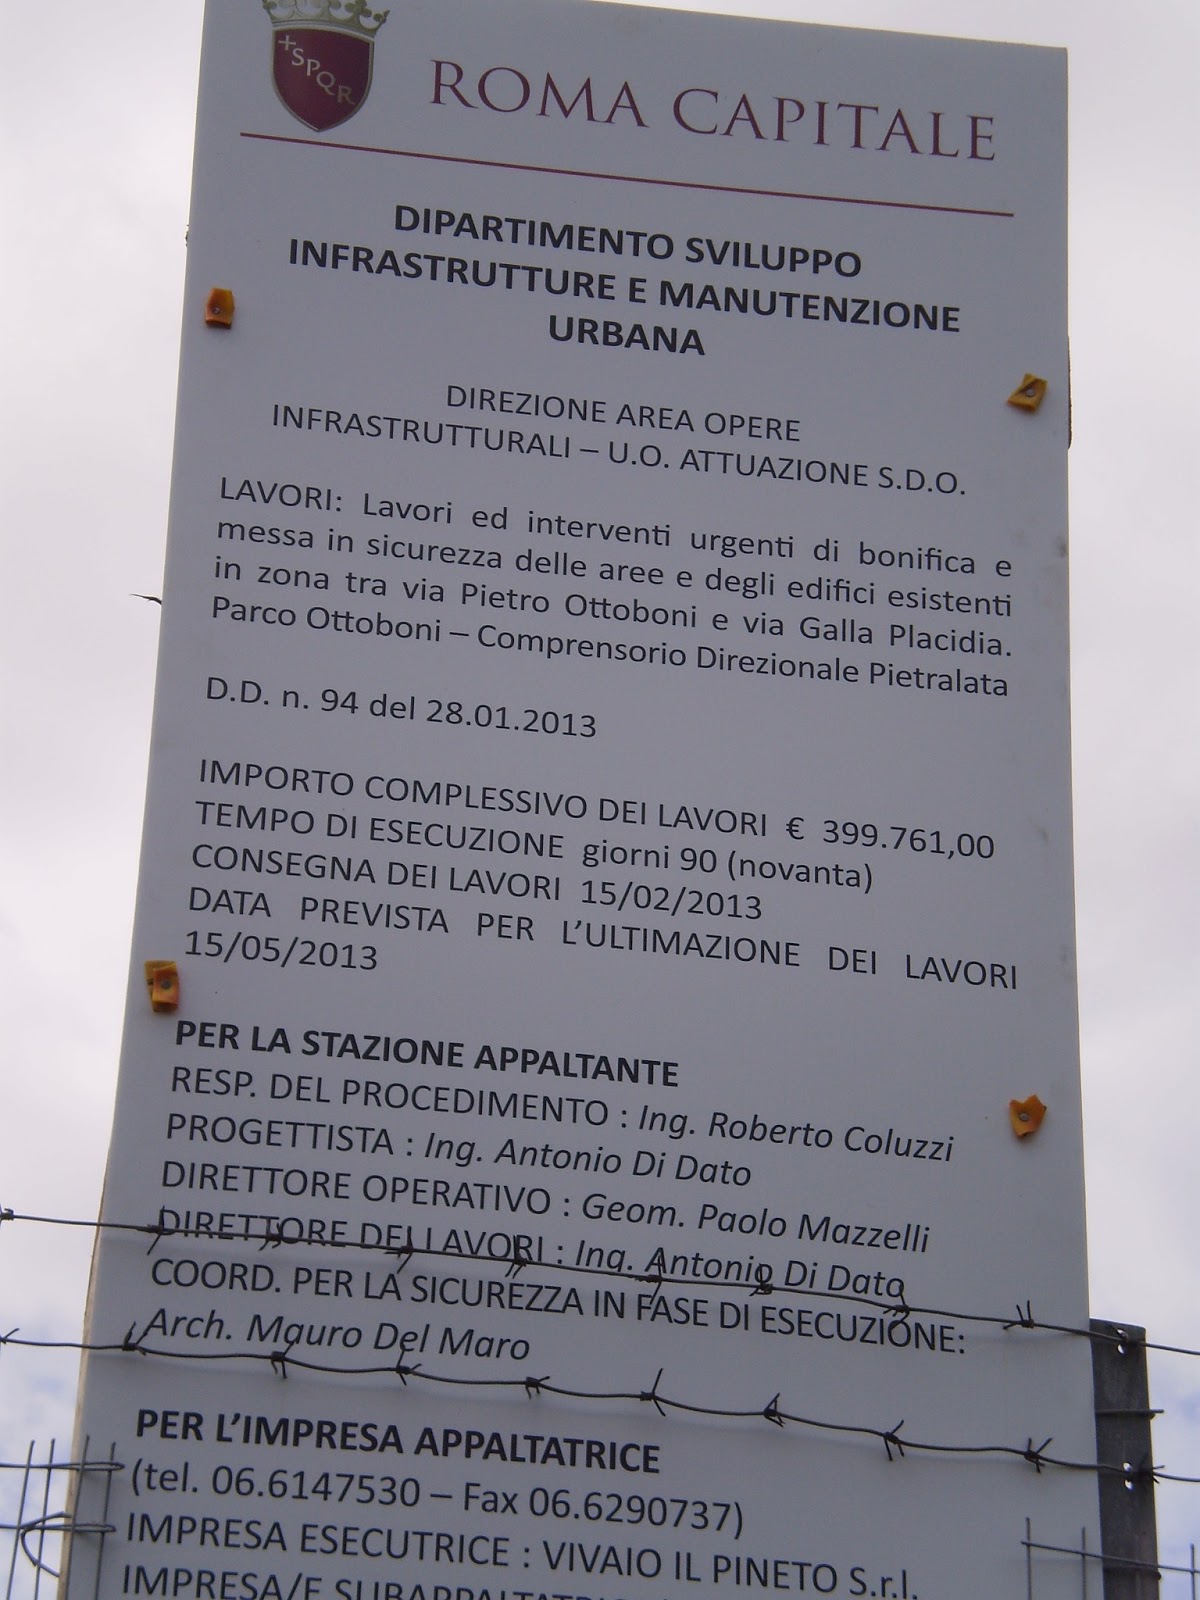 SPQR
ROMA CAPITALE
DIPARTIMENTO SVILUPPO
INFRASTRUTTURE E MANUTENZIONE
URBANA
DIREZIONE AREA OPERE
INFRASTRUTTURALI – U.O. ATTUAZIONE S.D.O.
LAVORI: Lavori ed interventi urgenti di bonifica e
messa in sicurezza delle aree e degli edifici esistenti
in zona tra via Pietro Ottoboni e via Galla Placidia.
Parco Ottoboni – Comprensorio Direzionale Pietralata
D.D. n. 94 del 28.01.2013
IMPORTO COMPLESSIVO DEI LAVORI € 399.761,00
TEMPO DI ESECUZIONE giorni 90 (novanta)
CONSEGNA DEI LAVORI 15/02/2013
DATA PREVISTA PER L'ULTIMAZIONE DEI LAVORI
15/05/2013
PER LA STAZIONE APPALTANTE
RESP. DEL PROCEDIMENTO : Ing. Roberto Coluzzi
PROGETTISTA : Ing. Antonio Di Dato
DIRETTORE OPERATIVO : Geom. Paolo Mazzelli
DIRETTORE DEI LAVORI : Ing. Antonio Di Dato
COORD. PER LA SICUREZZA IN FASE DI ESECUZIONE:
Arch. Mauro Del Maro
PER L'IMPRESA APPALTATRICE
(tel. 06.6147530 – Fax 06.6290737)
IMPRESA ESECUTRICE : VIVAIO IL PINETO S.r.l.
IMPRESA/E